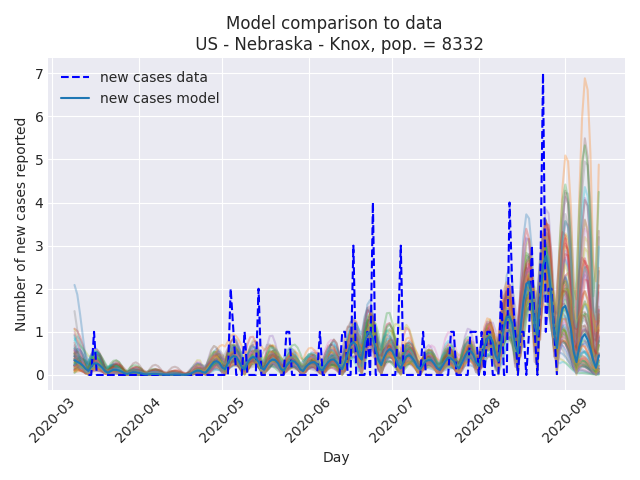 Model comparison to data
US - Nebraska - Knox, pop. = 8332
new cases data
new cases model
Number of new cases reported
7
6
5
4
3
2
1
0
2020-03
2020-04
2020-05
2020-06
2020-07
2020-08
2020-09
Day